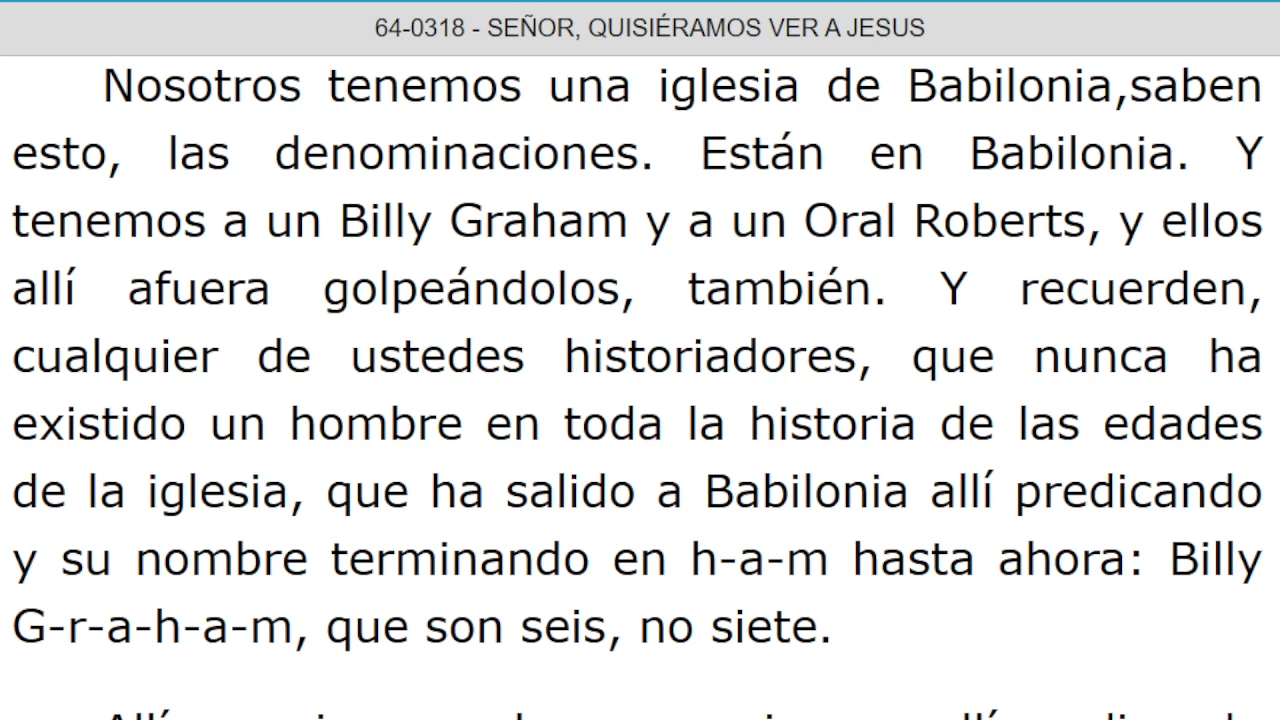 64-0318 - SEÑOR, QUISIÉRAMOS VER A JESUS
Nosotros tenemos una iglesia de Babilonia,saben
esto, las denominaciones. Están en Babilonia. Y
tenemos a un Billy Graham y a un Oral Roberts, y ellos
allí afuera golpeándolos, también. Y recuerden,
cualquier de ustedes historiadores, que nunca ha
existido un hombre en toda la historia de las edades
de la iglesia, que ha salido a Babilonia allí predicando
y su nombre terminando en h-a-m hasta ahora: Billy
G-r-a-h-a-m, que son seis, no siete.